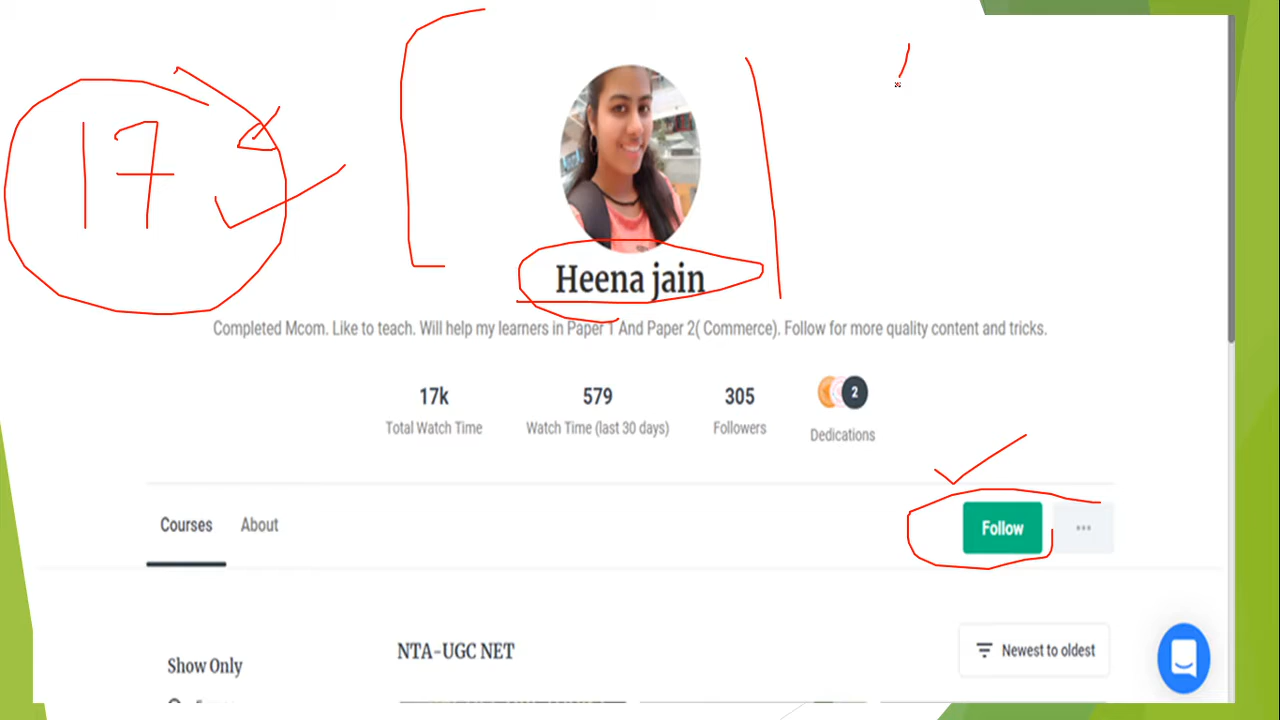 17
Heena jain
Completed Mcom. Like to teach. Will help my learners in Paper 1 And Paper 2( Commerce). Follow for more quality content and tricks.
17k 579 305 2
Total Watch Time Watch Time (last 30 days) Followers Dedications
Courses About Follow ...
NTA-UGC NET Newest to oldest
Show Only